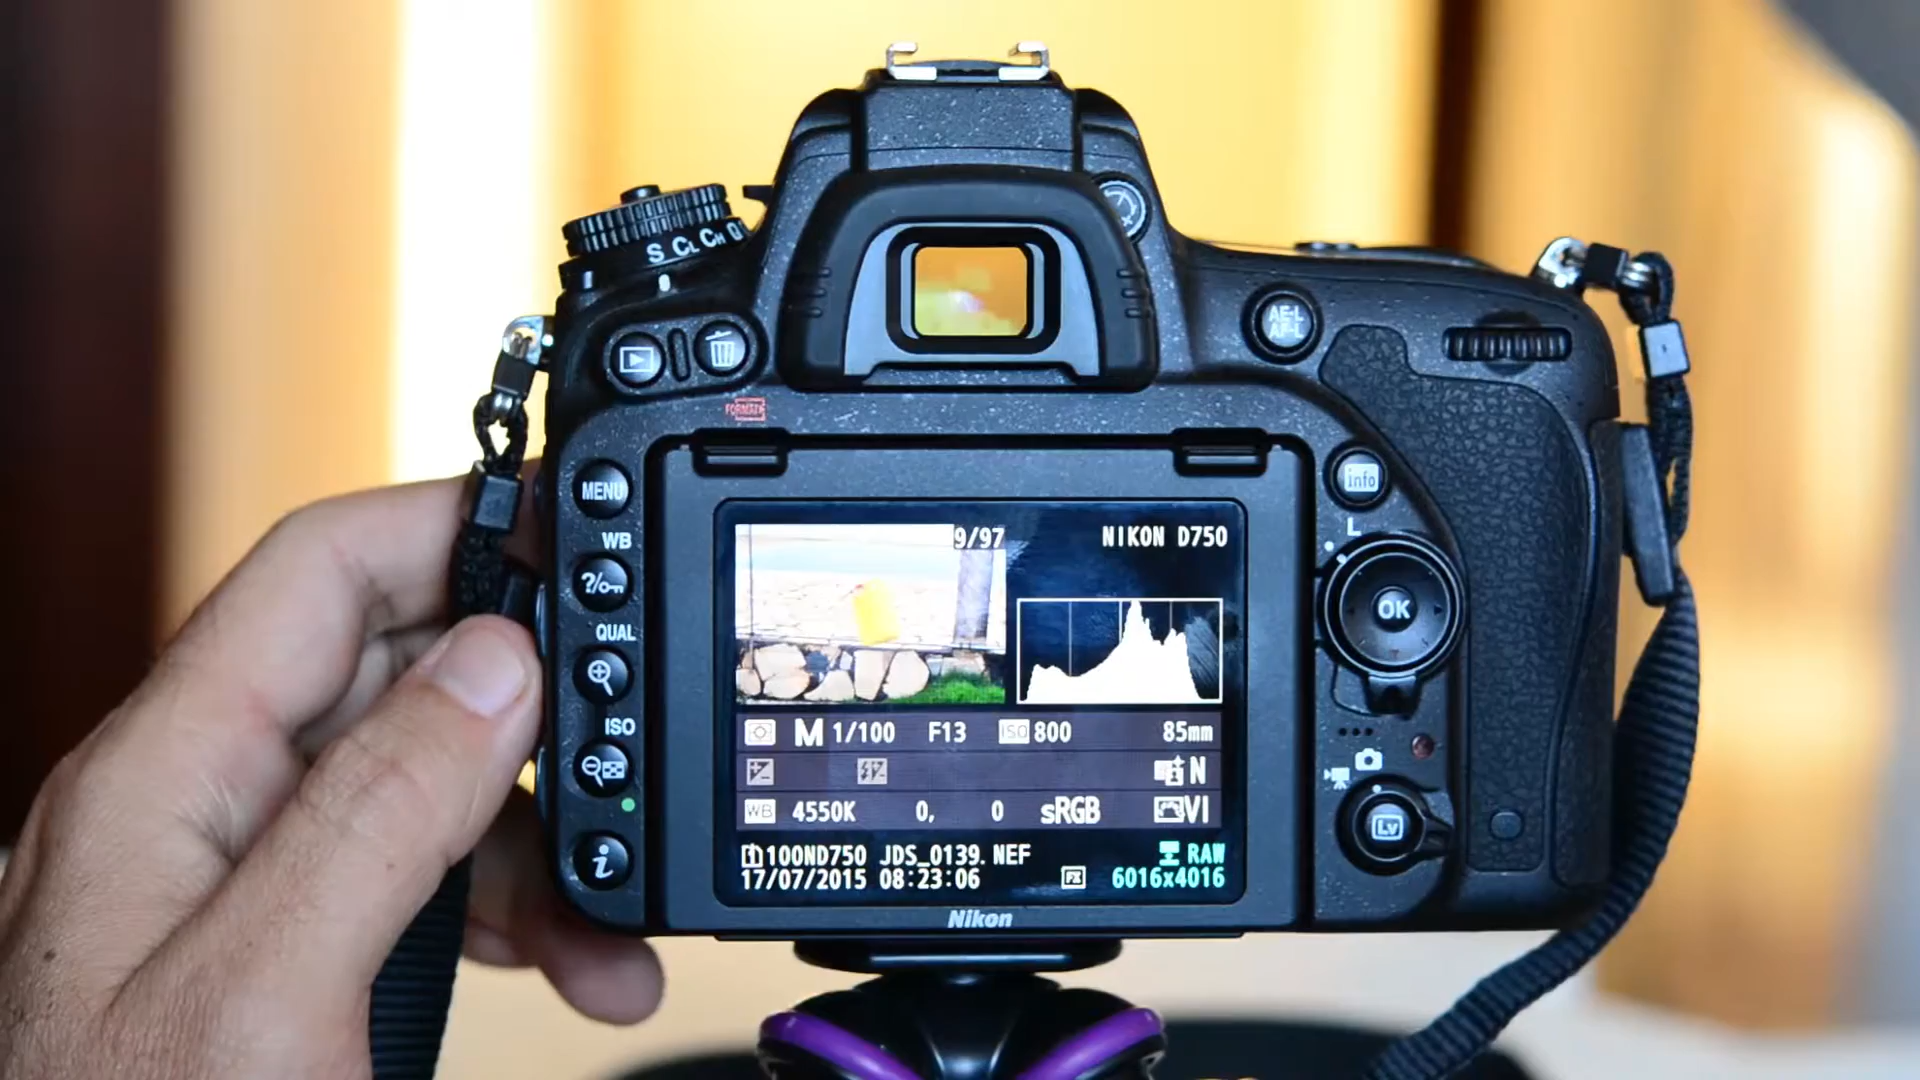 S CL CH Q
AE-L
AF-L
FORMAT
MENU
info
WB
L
?
QUAL
OK
ISO
Lv
i
9/97
NIKON D750
M 1/100 F13 ISO 800 85mm
N
WB 4550K 0, 0 sRGB VI
100ND750 JDS_0139.NEF RAW
17/07/2015 08:23:06 FX 6016x4016
Nikon